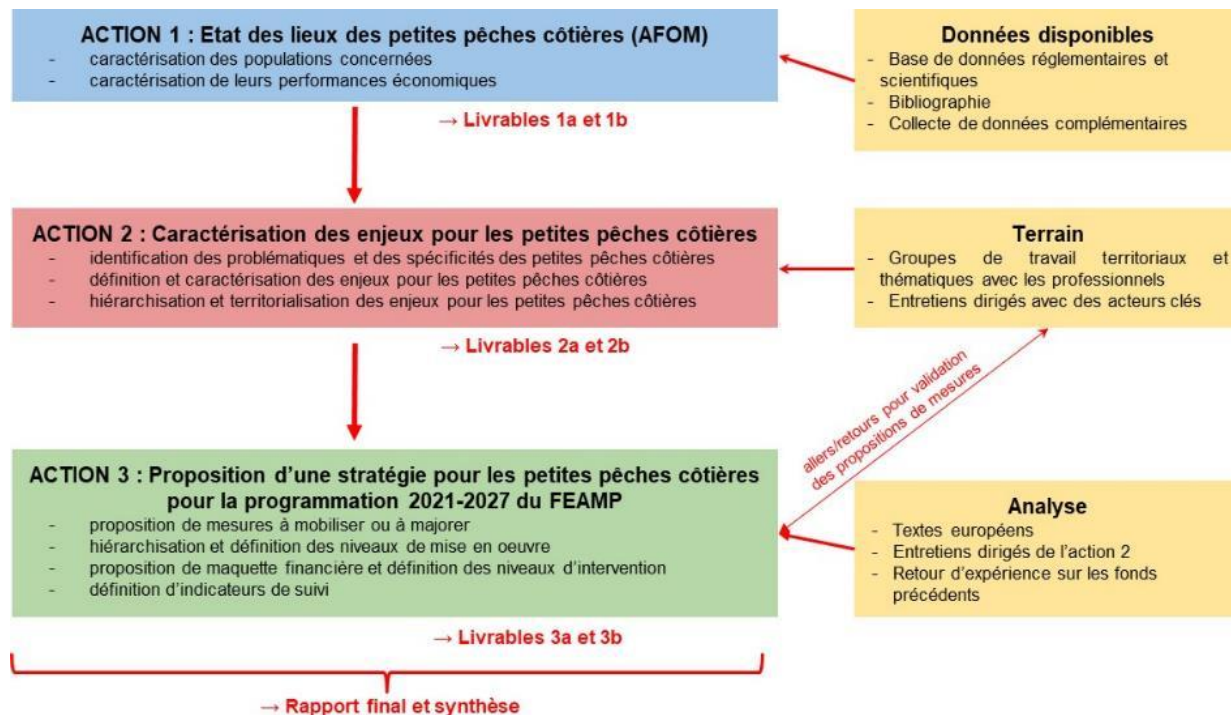 ACTION 1 : Etat des lieux des petites pêches côtières (AFOM)
- caractérisation des populations concernées
- caractérisation de leurs performances économiques
→ Livrables 1a et 1b
Données disponibles
- Base de données réglementaires et
scientifiques
- Bibliographie
- Collecte de données complémentaires
ACTION 2 : Caractérisation des enjeux pour les petites pêches côtières
- identification des problématiques et des spécificités des petites pêches côtières
- définition et caractérisation des enjeux pour les petites pêches côtières
- hiérarchisation et territorialisation des enjeux pour les petites pêches côtières
→ Livrables 2a et 2b
Terrain
- Groupes de travail territoriaux et
thématiques avec les professionnels
- Entretiens dirigés avec des acteurs clés
allers/retours pour validation
des propositions de mesures
ACTION 3 : Proposition d’une stratégie pour les petites pêches côtières
pour la programmation 2021-2027 du FEAMP
- proposition de mesures à mobiliser ou à majorer
- hiérarchisation et définition des niveaux de mise en oeuvre
- proposition de maquette financière et définition des niveaux d’intervention
- définition d’indicateurs de suivi
→ Livrables 3a et 3b
Analyse
- Textes européens
- Entretiens dirigés de l’action 2
- Retour d’expérience sur les fonds
précédents
→ Rapport final et synthèse